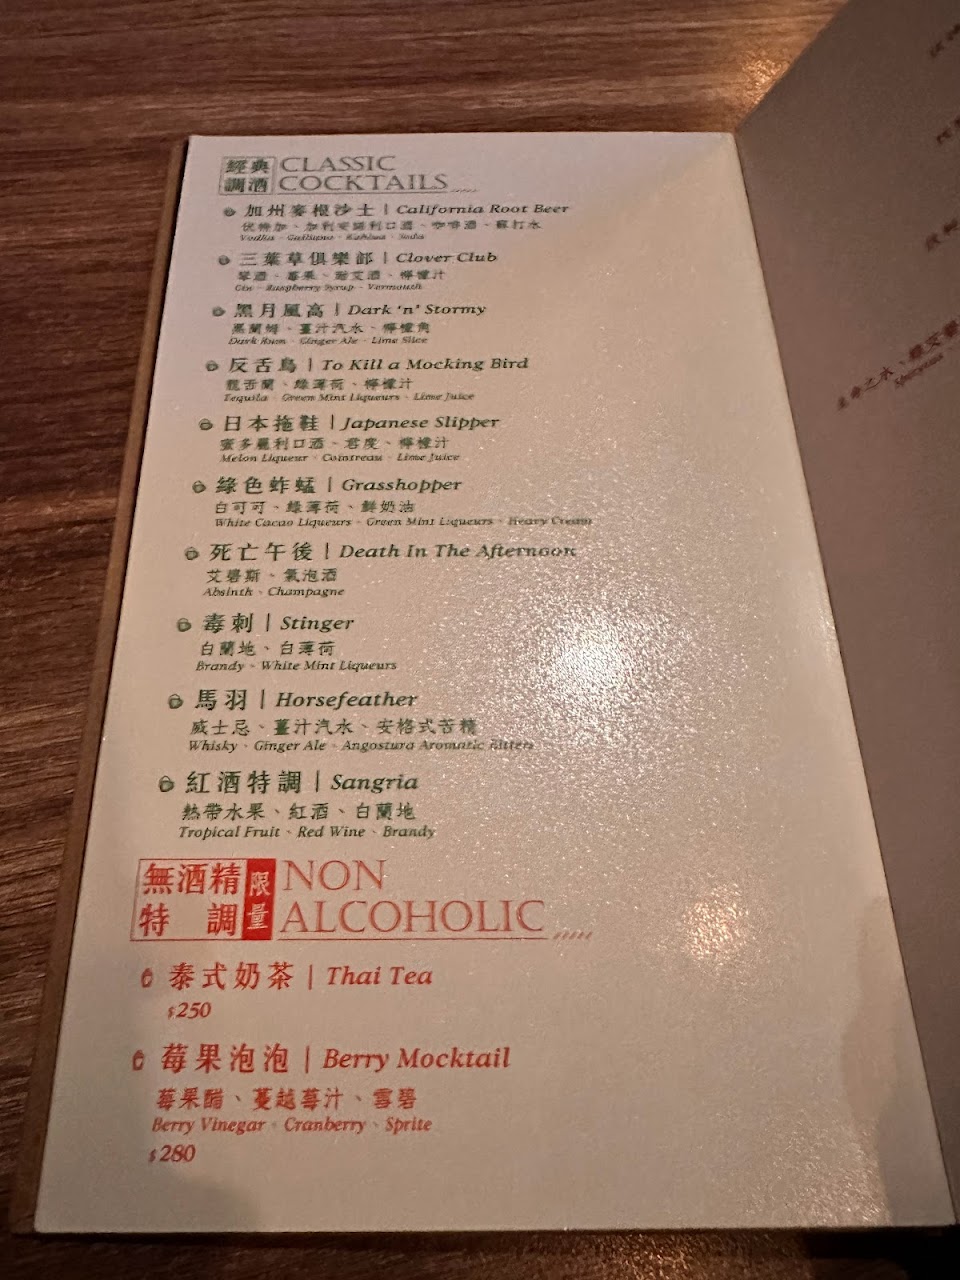 經典調酒 CLASSIC COCKTAILS
加州麥根沙士 | California Root Beer
伏特加、加利安諾利口酒、咖啡酒、蘇打水
Vodka、Galliano、Kahlua、Soda
三葉草俱樂部 | Clover Club
琴酒、莓果、甜艾酒、檸檬汁
Gin、Raspberry Syrup、Vermouth
黑月風高 | Dark 'n' Stormy
黑蘭姆、薑汁汽水、檸檬角
Dark Rum、Ginger Ale、Lime Slice
反舌鳥 | To Kill a Mocking Bird
龍舌蘭、綠薄荷、檸檬汁
Tequila、Green Mint Liqueurs、Lime Juice
日本拖鞋 | Japanese Slipper
蜜多麗利口酒、君度、檸檬汁
Melon Liqueur、Cointreau、Lime Juice
綠色蚱蜢 | Grasshopper
白可可、綠薄荷、鮮奶油
White Cacao Liqueurs、Green Mint Liqueurs、Heavy Cream
死亡午後 | Death In The Afternoon
艾碧斯、氣泡酒
Absinth、Champagne
毒刺 | Stinger
白蘭地、白薄荷
Brandy、White Mint Liqueurs
馬羽 | Horsefeather
威士忌、薑汁汽水、安格式苦精
Whisky、Ginger Ale、Angostura Aromatic Bitters
紅酒特調 | Sangria
熱帶水果、紅酒、白蘭地
Tropical Fruit、Red Wine、Brandy
無酒精特調 限量 NON ALCOHOLIC
泰式奶茶 | Thai Tea
$250
莓果泡泡 | Berry Mocktail
莓果醋、蔓越莓汁、雪碧
Berry Vinegar、Cranberry、Sprite
$280